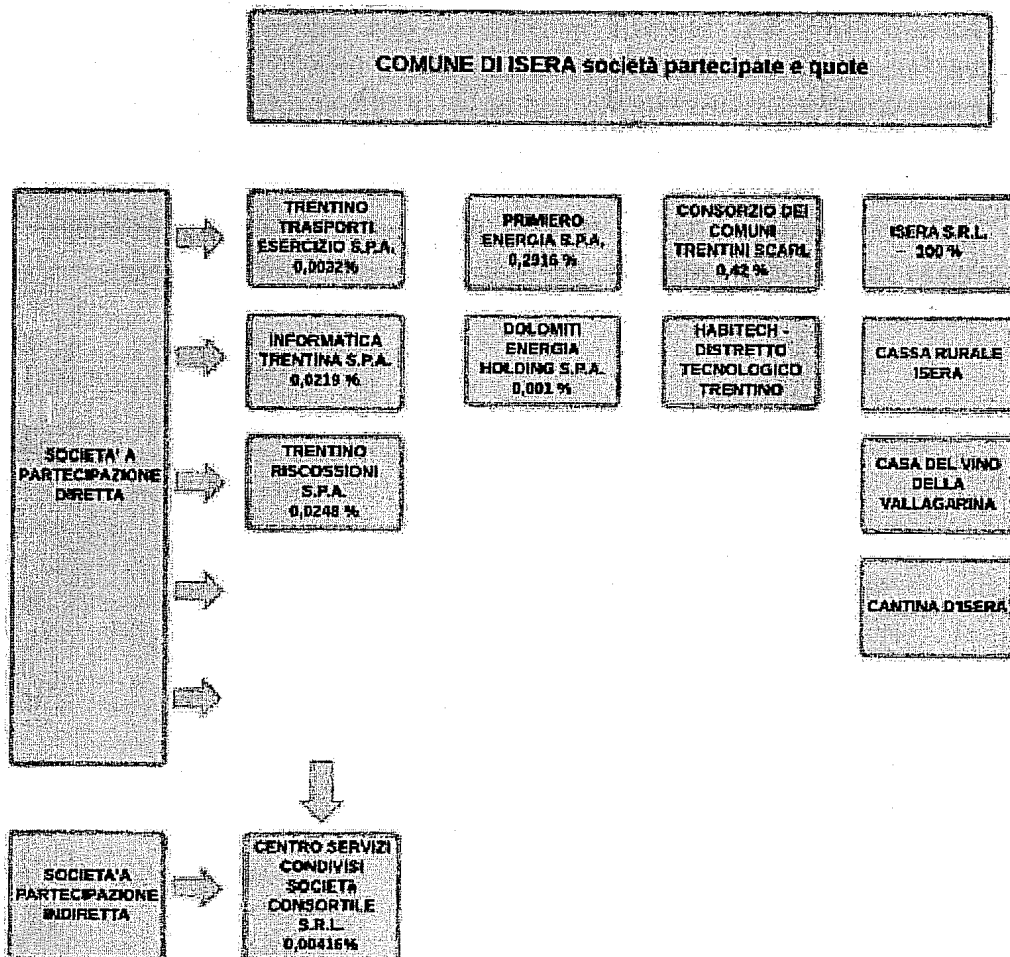 COMUNE DI ISERA società partecipate e quote
SOCIETA' A
PARTECIPAZIONE
DIRETTA
TRENTINO
TRASPORTI
ESERCIZIO S.P.A.
0,0032%
PRIMIERO
ENERGIA S.P.A.
0,2916 %
CONSORZIO DEI
COMUNI
TRENTINI SCARL
0,42 %
ISERA S.R.L.
100 %
INFORMATICA
TRENTINA S.P.A.
0,0219 %
DOLOMITI
ENERGIA
HOLDING S.P.A.
0,001 %
HABITECH -
DISTRETTO
TECNOLOGICO
TRENTINO
CASSA RURALE
ISERA
TRENTINO
RISCOSSIONI
S.P.A.
0,0248 %
CASA DEL VINO
DELLA
VALLAGARINA
CANTINA D'ISERA
SOCIETA'A
PARTECIPAZIONE
INDIRETTA
CENTRO SERVIZI
CONDIVISI
SOCIETÀ
CONSORTILE
S.R.L.
0,00416%